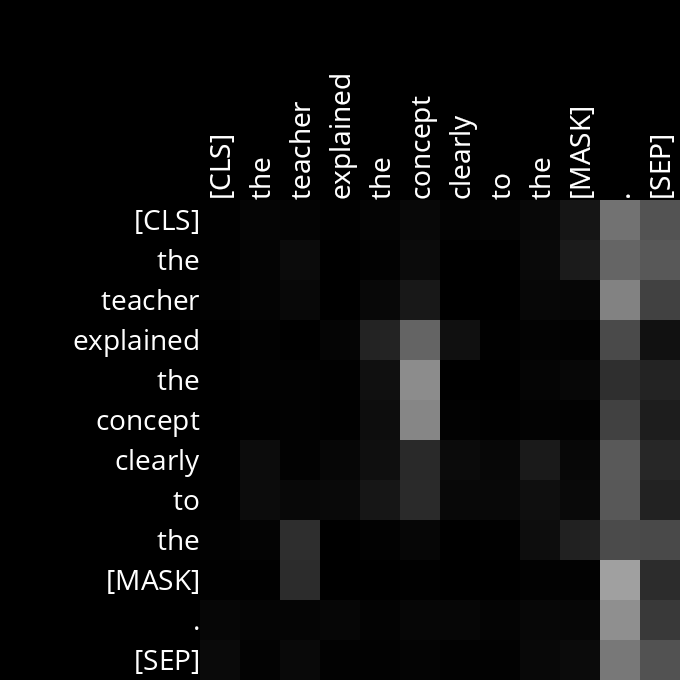 [CLS] the teacher explained the concept clearly to the [MASK] . [SEP]
[CLS]
the
teacher
explained
the
concept
clearly
to
the
[MASK]
.
[SEP]